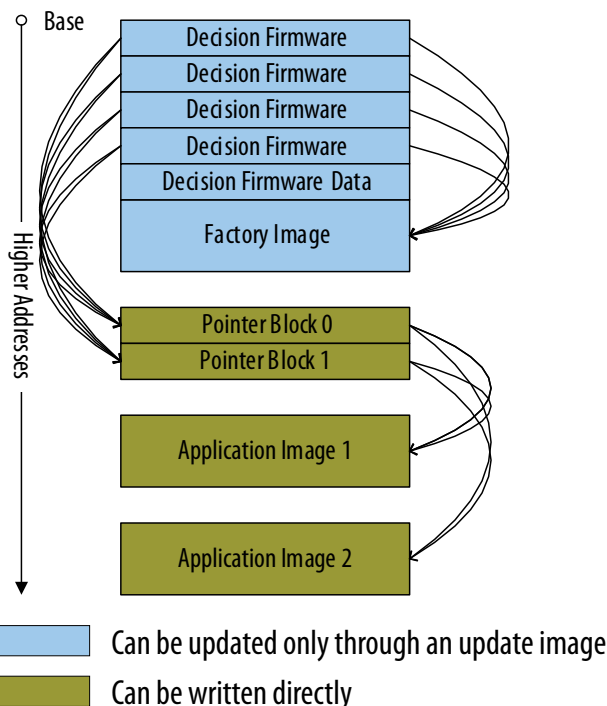 Base
Decision Firmware
Decision Firmware
Decision Firmware
Decision Firmware
Decision Firmware Data
Factory Image
Higher Addresses
Pointer Block 0
Pointer Block 1
Application Image 1
Application Image 2
Can be updated only through an update image
Can be written directly